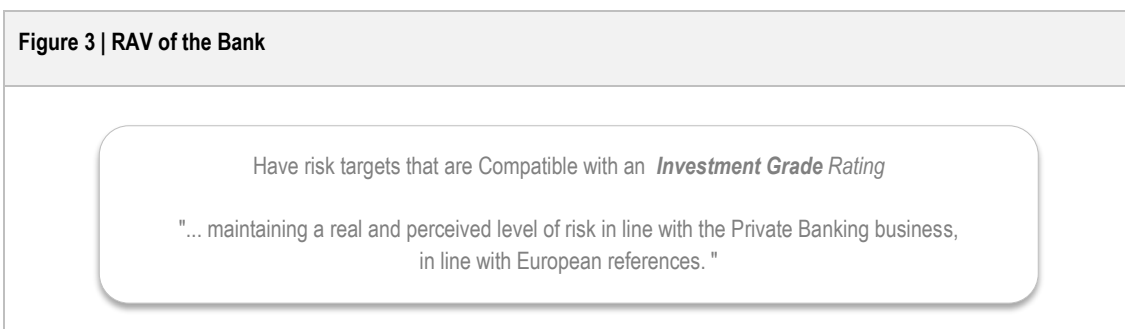 Figure 3 | RAV of the Bank
Have risk targets that are Compatible with an Investment Grade Rating
"... maintaining a real and perceived level of risk in line with the Private Banking business,
in line with European references. "